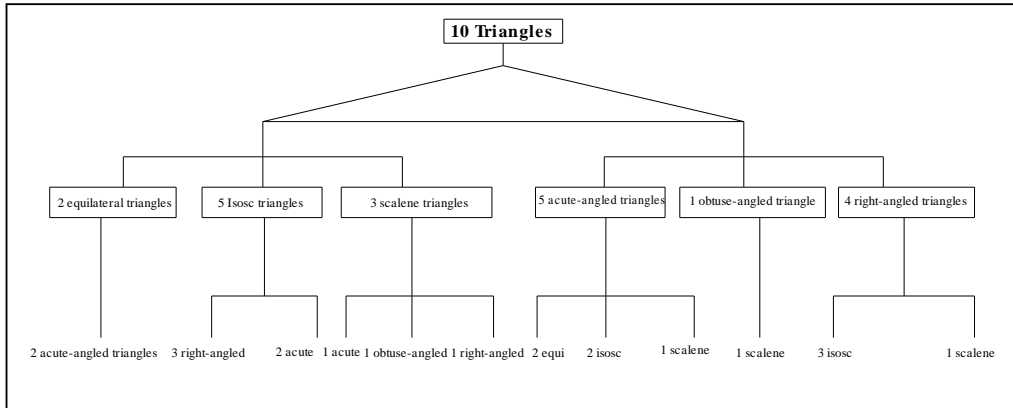 10 Triangles
2 equilateral triangles
5 Isosc triangles
3 scalene triangles
5 acute-angled triangles
1 obtuse-angled triangle
4 right-angled triangles
2 acute-angled triangles
3 right-angled
2 acute
1 acute
1 obtuse-angled
1 right-angled
2 equi
2 isosc
1 scalene
1 scalene
3 isosc
1 scalene